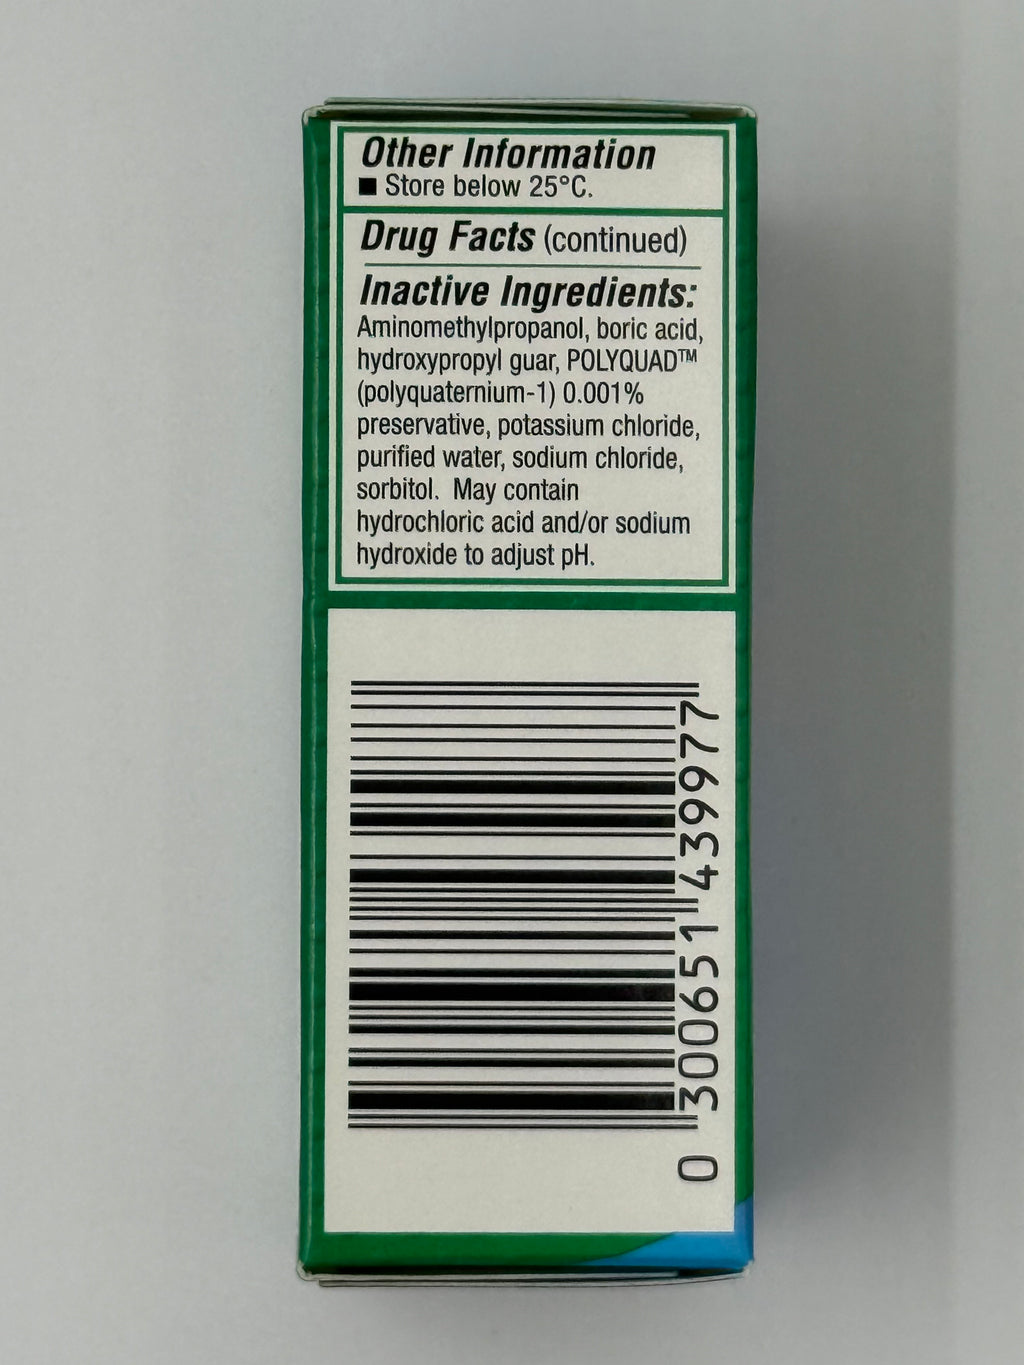 Other Information
■ Store below 25°C.
Drug Facts (continued)
Inactive Ingredients:
Aminomethylpropanol, boric acid,
hydroxypropyl guar, POLYQUAD™
(polyquaternium-1) 0.001%
preservative, potassium chloride,
purified water, sodium chloride,
sorbitol. May contain
hydrochloric acid and/or sodium
hydroxide to adjust pH.
0 300651 439977